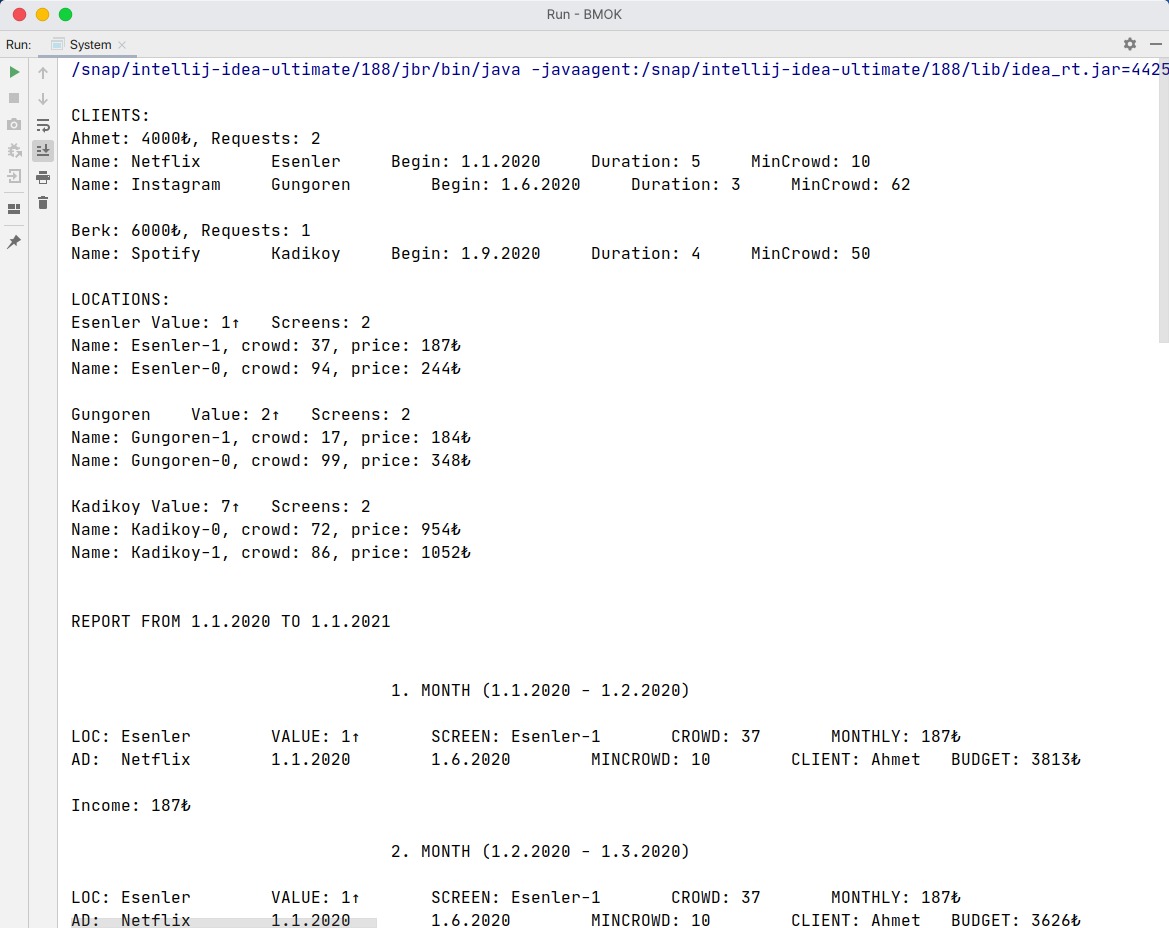 Run - BMOK
Run: System
/snap/intellij-idea-ultimate/188/jbr/bin/java -javaagent:/snap/intellij-idea-ultimate/188/lib/idea_rt.jar=4425
CLIENTS:
Ahmet: 4000₺, Requests: 2
Name: Netflix Esenler Begin: 1.1.2020 Duration: 5 MinCrowd: 10
Name: Instagram Gungoren Begin: 1.6.2020 Duration: 3 MinCrowd: 62
Berk: 6000₺, Requests: 1
Name: Spotify Kadikoy Begin: 1.9.2020 Duration: 4 MinCrowd: 50
LOCATIONS:
Esenler Value: 1↑ Screens: 2
Name: Esenler-1, crowd: 37, price: 187₺
Name: Esenler-0, crowd: 94, price: 244₺
Gungoren Value: 2↑ Screens: 2
Name: Gungoren-1, crowd: 17, price: 184₺
Name: Gungoren-0, crowd: 99, price: 348₺
Kadikoy Value: 7↑ Screens: 2
Name: Kadikoy-0, crowd: 72, price: 954₺
Name: Kadikoy-1, crowd: 86, price: 1052₺
REPORT FROM 1.1.2020 TO 1.1.2021
1. MONTH (1.1.2020 - 1.2.2020)
LOC: Esenler VALUE: 1↑ SCREEN: Esenler-1 CROWD: 37 MONTHLY: 187₺
AD: Netflix 1.1.2020 1.6.2020 MINCROWD: 10 CLIENT: Ahmet BUDGET: 3813₺
Income: 187₺
2. MONTH (1.2.2020 - 1.3.2020)
LOC: Esenler VALUE: 1↑ SCREEN: Esenler-1 CROWD: 37 MONTHLY: 187₺
AD: Netflix 1.1.2020 1.6.2020 MINCROWD: 10 CLIENT: Ahmet BUDGET: 3626₺